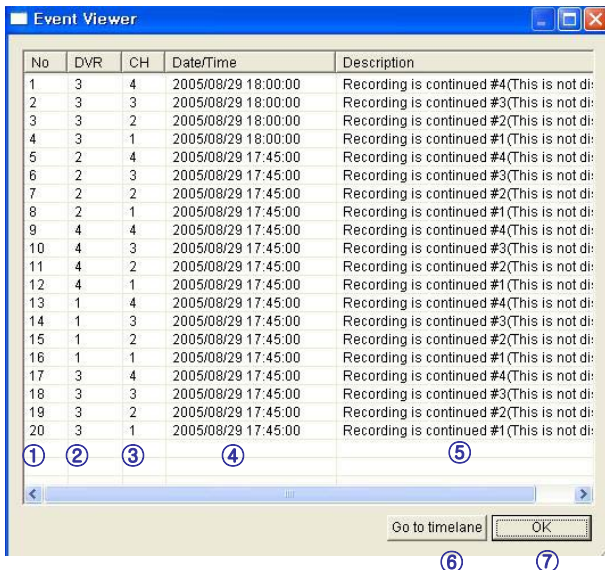 Event Viewer
No DVR CH Date/Time Description
1 3 4 2005/08/29 18:00:00 Recording is continued #4(This is not di
2 3 3 2005/08/29 18:00:00 Recording is continued #3(This is not di
3 3 2 2005/08/29 18:00:00 Recording is continued #2(This is not di
4 3 1 2005/08/29 18:00:00 Recording is continued #1(This is not di
5 2 4 2005/08/29 17:45:00 Recording is continued #4(This is not di
6 2 3 2005/08/29 17:45:00 Recording is continued #3(This is not di
7 2 2 2005/08/29 17:45:00 Recording is continued #2(This is not di
8 2 1 2005/08/29 17:45:00 Recording is continued #1(This is not di
9 4 4 2005/08/29 17:45:00 Recording is continued #4(This is not di
10 4 3 2005/08/29 17:45:00 Recording is continued #3(This is not di
11 4 2 2005/08/29 17:45:00 Recording is continued #2(This is not di
12 4 1 2005/08/29 17:45:00 Recording is continued #1(This is not di
13 1 4 2005/08/29 17:45:00 Recording is continued #4(This is not di
14 1 3 2005/08/29 17:45:00 Recording is continued #3(This is not di
15 1 2 2005/08/29 17:45:00 Recording is continued #2(This is not di
16 1 1 2005/08/29 17:45:00 Recording is continued #1(This is not di
17 3 4 2005/08/29 17:45:00 Recording is continued #4(This is not di
18 3 3 2005/08/29 17:45:00 Recording is continued #3(This is not di
19 3 2 2005/08/29 17:45:00 Recording is continued #2(This is not di
20 3 1 2005/08/29 17:45:00 Recording is continued #1(This is not di
① ② ③ ④ ⑤
Go to timelane OK
⑥ ⑦